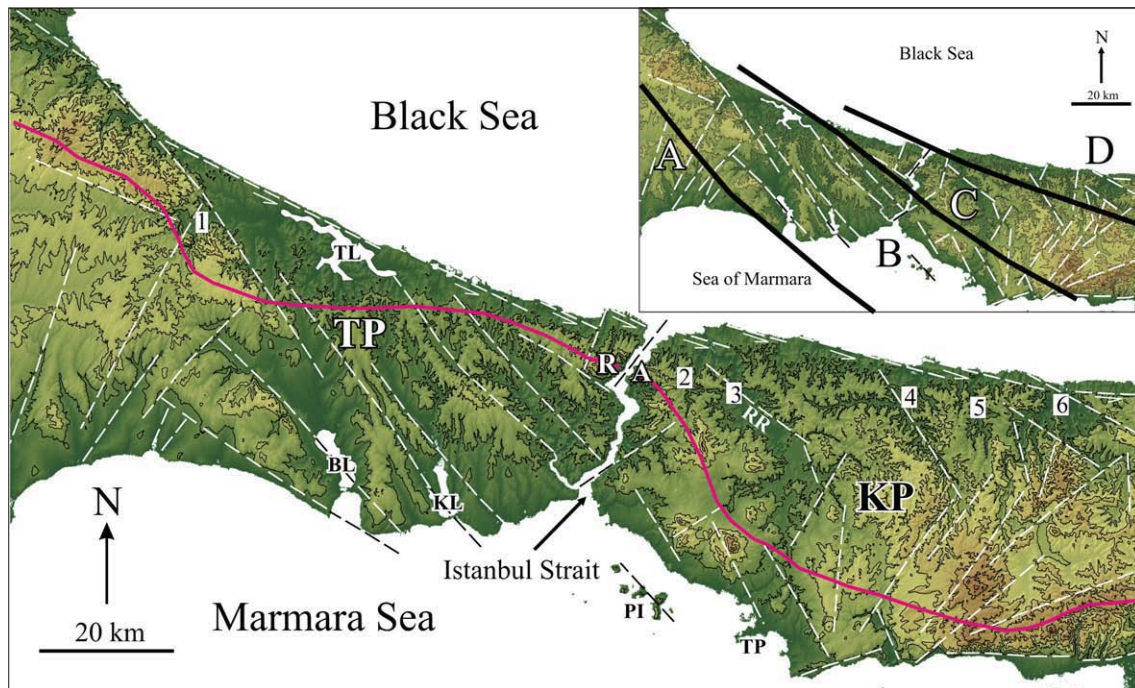 Black Sea
1
TL
TP
R
A
2
3
RR
4
5
6
KP
BL
KL
N
20 km
Istanbul Strait
Marmara Sea
PI
TP
Black Sea
N
20 km
A
B
C
D
Sea of Marmara